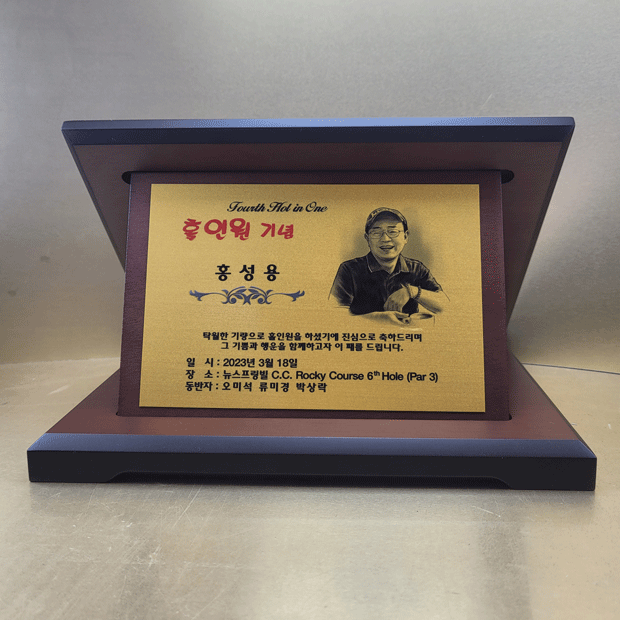 Fourth Hol in One
홀인원 기념
홍성용
탁월한 기량으로 홀인원을 하셨기에 진심으로 축하드리며
그 기쁨과 행운을 함께하고자 이 패를 드립니다.
일 시 : 2023년 3월 18일
장 소 : 뉴스프링빌 C.C. Rocky Course 6th Hole (Par 3)
동반자 : 오미석 류미경 박상락